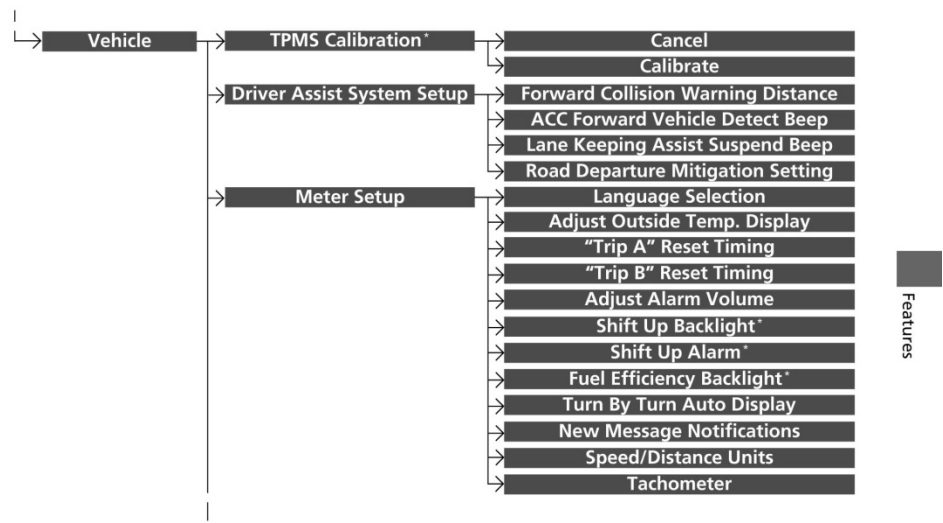 Vehicle
TPMS Calibration*
Cancel
Calibrate
Driver Assist System Setup
Forward Collision Warning Distance
ACC Forward Vehicle Detect Beep
Lane Keeping Assist Suspend Beep
Road Departure Mitigation Setting
Meter Setup
Language Selection
Adjust Outside Temp. Display
“Trip A” Reset Timing
“Trip B” Reset Timing
Adjust Alarm Volume
Shift Up Backlight*
Shift Up Alarm*
Fuel Efficiency Backlight*
Turn By Turn Auto Display
New Message Notifications
Speed/Distance Units
Tachometer
Features